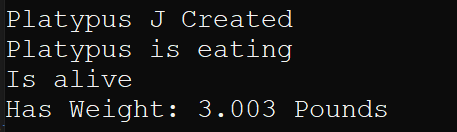 Platypus J Created
Platypus is eating
Is alive
Has Weight: 3.003 Pounds